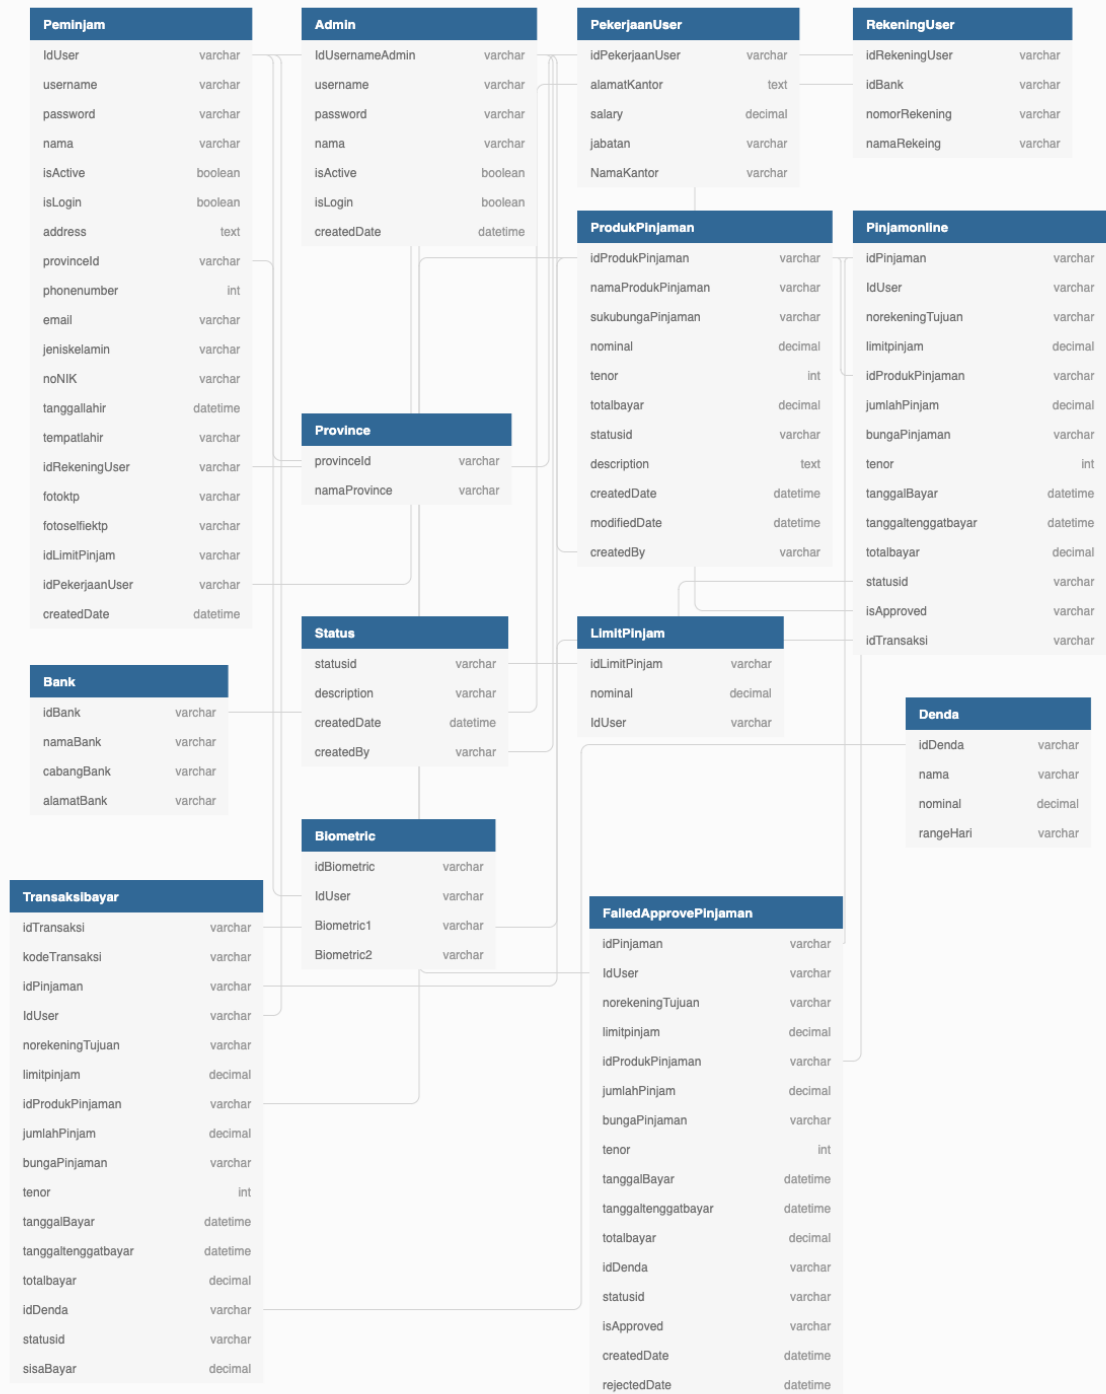 Peminjam
IdUser varchar
username varchar
password varchar
nama varchar
isActive boolean
isLogin boolean
address text
provinceId varchar
phonenumber int
email varchar
jeniskelamin varchar
noNIK varchar
tanggallahir datetime
tempatlahir varchar
idRekeningUser varchar
fotoktp varchar
fotoselfiektp varchar
idLimitPinjam varchar
idPekerjaanUser varchar
createdDate datetime
Admin
IdUsernameAdmin varchar
username varchar
password varchar
nama varchar
isActive boolean
isLogin boolean
createdDate datetime
PekerjaanUser
idPekerjaanUser varchar
alamatKantor text
salary decimal
jabatan varchar
NamaKantor varchar
RekeningUser
idRekeningUser varchar
idBank varchar
nomorRekening varchar
namaRekeing varchar
ProdukPinjaman
idProdukPinjaman varchar
namaProdukPinjaman varchar
sukubungaPinjaman varchar
nominal decimal
tenor int
totalbayar decimal
statusid varchar
description text
createdDate datetime
modifiedDate datetime
createdBy varchar
Pinjamonline
idPinjaman varchar
IdUser varchar
norekeningTujuan varchar
limitpinjam decimal
idProdukPinjaman varchar
jumlahPinjam decimal
bungaPinjaman varchar
tenor int
tanggalBayar datetime
tanggaltenggatbayar datetime
totalbayar decimal
statusid varchar
isApproved varchar
idTransaksi varchar
Province
provinceId varchar
namaProvince varchar
Status
statusid varchar
description varchar
createdDate datetime
createdBy varchar
LimitPinjam
idLimitPinjam varchar
nominal decimal
IdUser varchar
Bank
idBank varchar
namaBank varchar
cabangBank varchar
alamatBank varchar
Denda
idDenda varchar
nama varchar
nominal decimal
rangeHari varchar
Biometric
idBiometric varchar
IdUser varchar
Biometric1 varchar
Biometric2 varchar
Transaksibayar
idTransaksi varchar
kodeTransaksi varchar
idPinjaman varchar
IdUser varchar
norekeningTujuan varchar
limitpinjam decimal
idProdukPinjaman varchar
jumlahPinjam decimal
bungaPinjaman varchar
tenor int
tanggalBayar datetime
tanggaltenggatbayar datetime
totalbayar decimal
idDenda varchar
statusid varchar
sisaBayar decimal
FailedApprovePinjaman
idPinjaman varchar
IdUser varchar
norekeningTujuan varchar
limitpinjam decimal
idProdukPinjaman varchar
jumlahPinjam decimal
bungaPinjaman varchar
tenor int
tanggalBayar datetime
tanggaltenggatbayar datetime
totalbayar decimal
idDenda varchar
statusid varchar
isApproved varchar
createdDate datetime
rejectedDate datetime